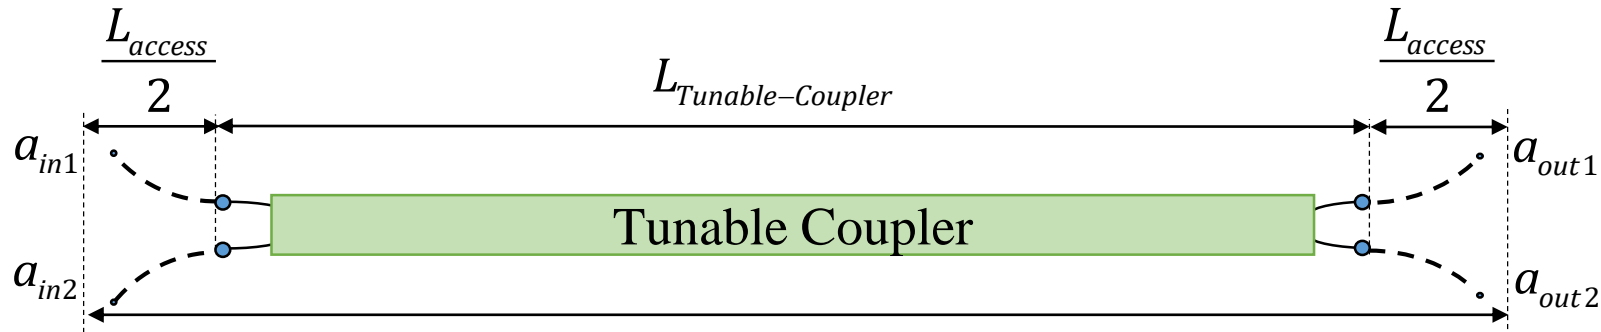 L_access
2
L_Tunable−Coupler
L_access
2
a_in1
a_out1
Tunable Coupler
a_in2
a_out2